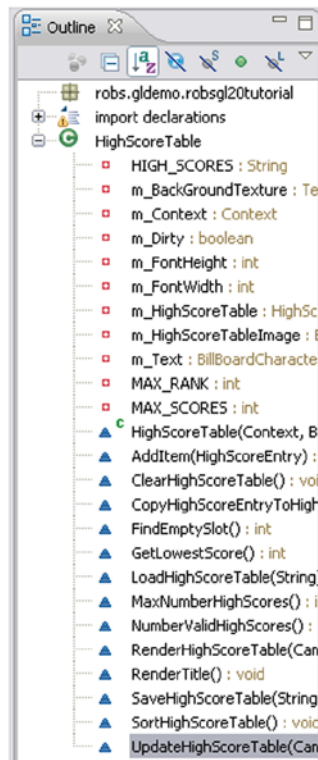 Outline
robs.gldemo.robsgl20tutorial
import declarations
HighScoreTable
HIGH_SCORES : String
m_BackGroundTexture : Te
m_Context : Context
m_Dirty : boolean
m_FontHeight : int
m_FontWidth : int
m_HighScoreTable : HighSc
m_HighScoreTableImage : B
m_Text : BillBoardCharacte
MAX_RANK : int
MAX_SCORES : int
HighScoreTable(Context, B
AddItem(HighScoreEntry) :
ClearHighScoreTable() : voi
CopyHighScoreEntryToHigh
FindEmptySlot() : int
GetLowestScore() : int
LoadHighScoreTable(String)
MaxNumberHighScores() : i
NumberValidHighScores() :
RenderHighScoreTable(Can
RenderTitle() : void
SaveHighScoreTable(String
SortHighScoreTable() : voic
UpdateHighScoreTable(Can